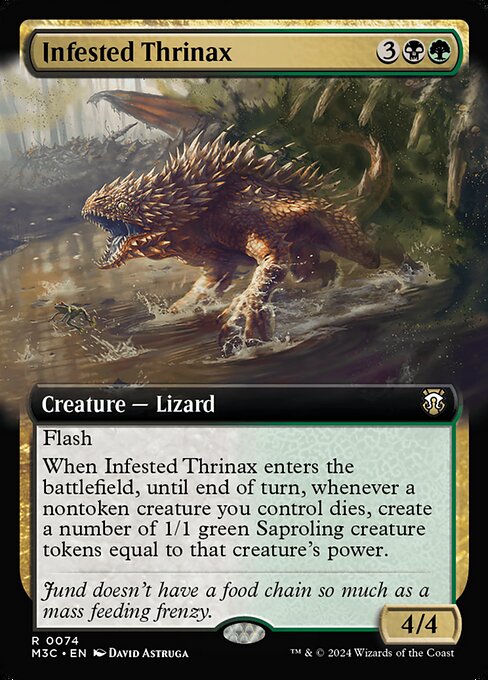 Infested Thrinax 3
Creature — Lizard
Flash
When Infested Thrinax enters the
battlefield, until end of turn, whenever a
nontoken creature you control dies, create
a number of 1/1 green Saproling creature
tokens equal to that creature's power.
Jund doesn't have a food chain so much as a
mass feeding frenzy.
4/4
R 0074
M3C • EN DAVID ASTRUGA
™ & © 2024 Wizards of the Coast